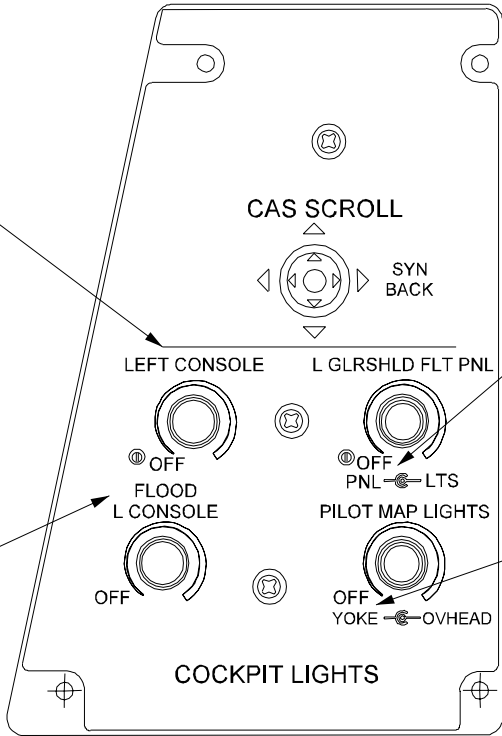 CAS SCROLL
SYN
BACK
LEFT CONSOLE
L GLRSHLD FLT PNL
OFF
OFF
PNL LTS
FLOOD
L CONSOLE
PILOT MAP LIGHTS
OFF
OFF
YOKE OVHEAD
COCKPIT LIGHTS